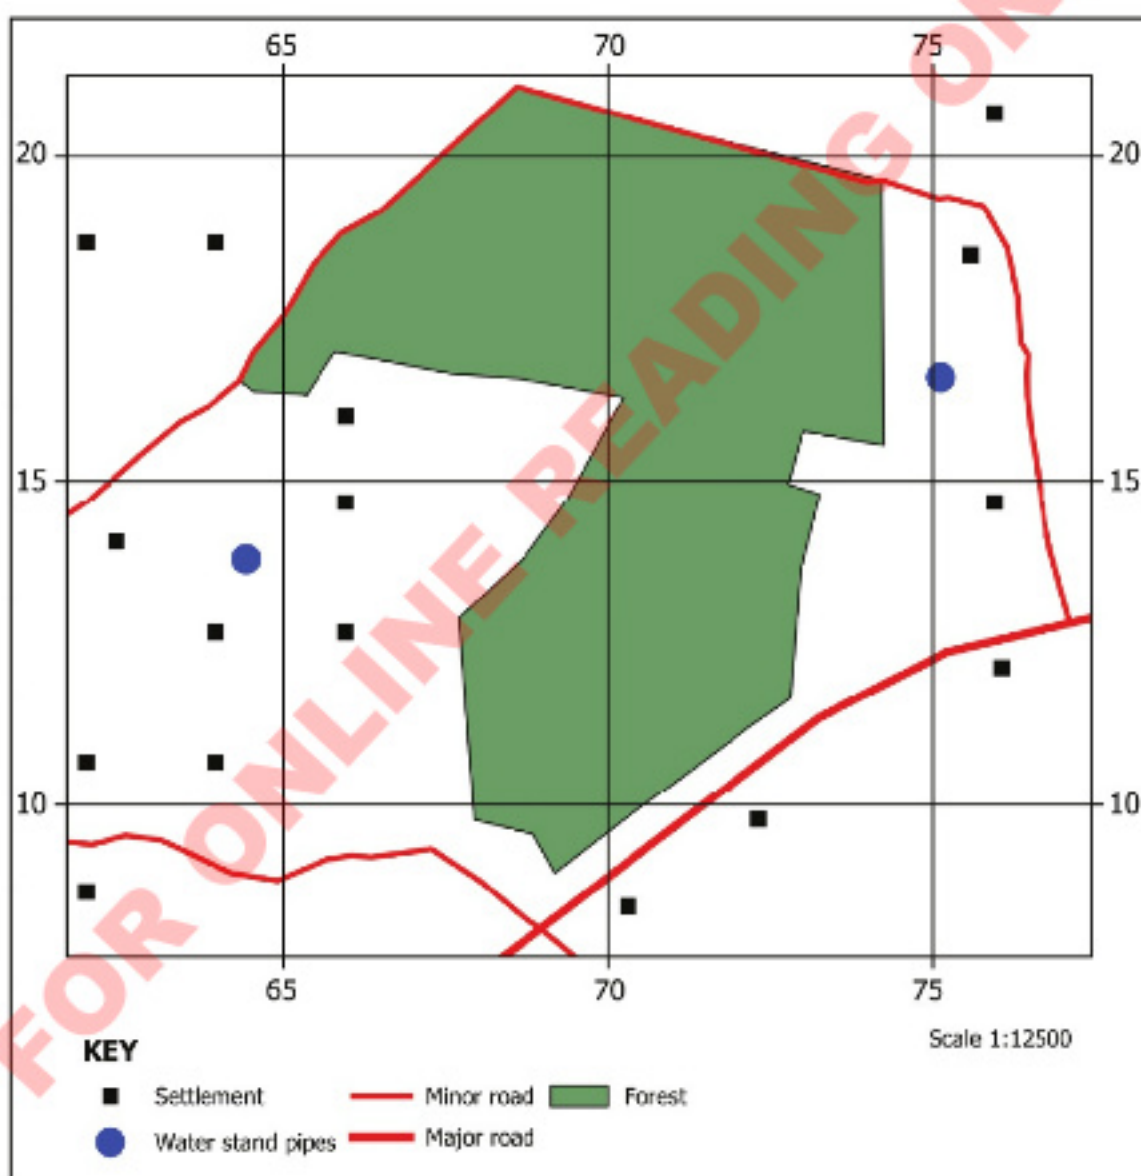 65 70 75
20 20
15 15
10 10
65 70 75
Scale 1:12500
KEY
Settlement Minor road Forest
Water stand pipes Major road
FOR ONLINE READING ON